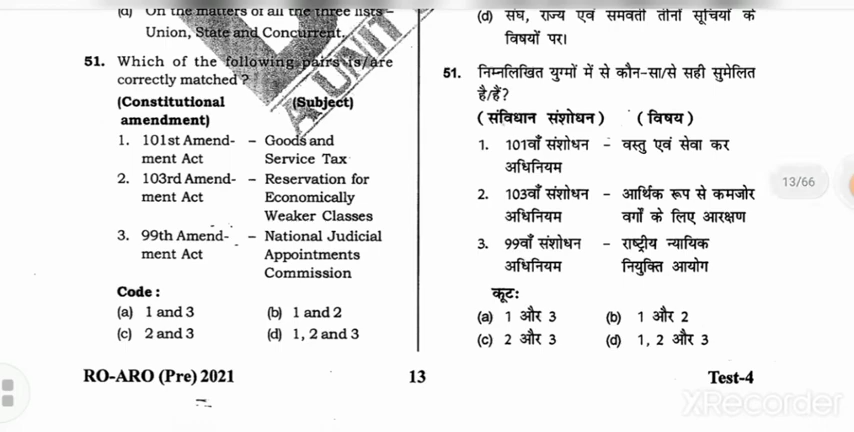 (d) On the matters of all the three lists–
Union, State and Concurrent.
51. Which of the following pairs is/are
correctly matched ?
(Constitutional (Subject)
amendment)
1. 101st Amend- – Goods and
ment Act Service Tax
2. 103rd Amend- – Reservation for
ment Act Economically
Weaker Classes
3. 99th Amend- – National Judicial
ment Act Appointments
Commission
Code :
(a) 1 and 3 (b) 1 and 2
(c) 2 and 3 (d) 1, 2 and 3
(d) संघ, राज्य एवं समवर्ती तीनों सूचियों के
विषयों पर।
51. निम्नलिखित युग्मों में से कौन-सा/से सही सुमेलित
है/हैं?
(संविधान संशोधन) (विषय)
1. 101वाँ संशोधन – वस्तु एवं सेवा कर
अधिनियम
2. 103वाँ संशोधन – आर्थिक रूप से कमजोर
अधिनियम वर्गों के लिए आरक्षण
3. 99वाँ संशोधन – राष्ट्रीय न्यायिक
अधिनियम नियुक्ति आयोग
कूटः
(a) 1 और 3 (b) 1 और 2
(c) 2 और 3 (d) 1, 2 और 3
13/66
RO-ARO (Pre) 2021 13 Test-4
XRecorder